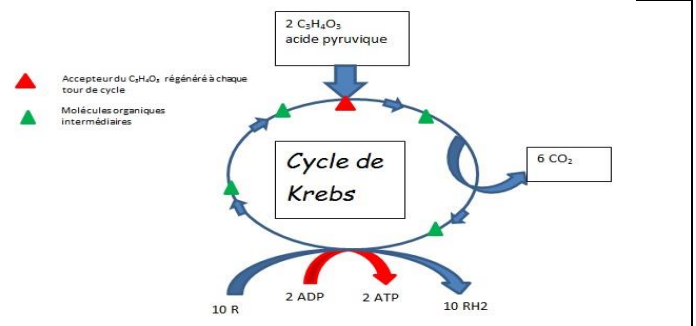 2 C₃H₄O₃
acide pyruvique
Accepteur du C₃H₄O₃ régénéré à chaque
tour de cycle
Molécules organiques
intermédiaires
Cycle de
Krebs
6 CO₂
10 R
2 ADP
2 ATP
10 RH2